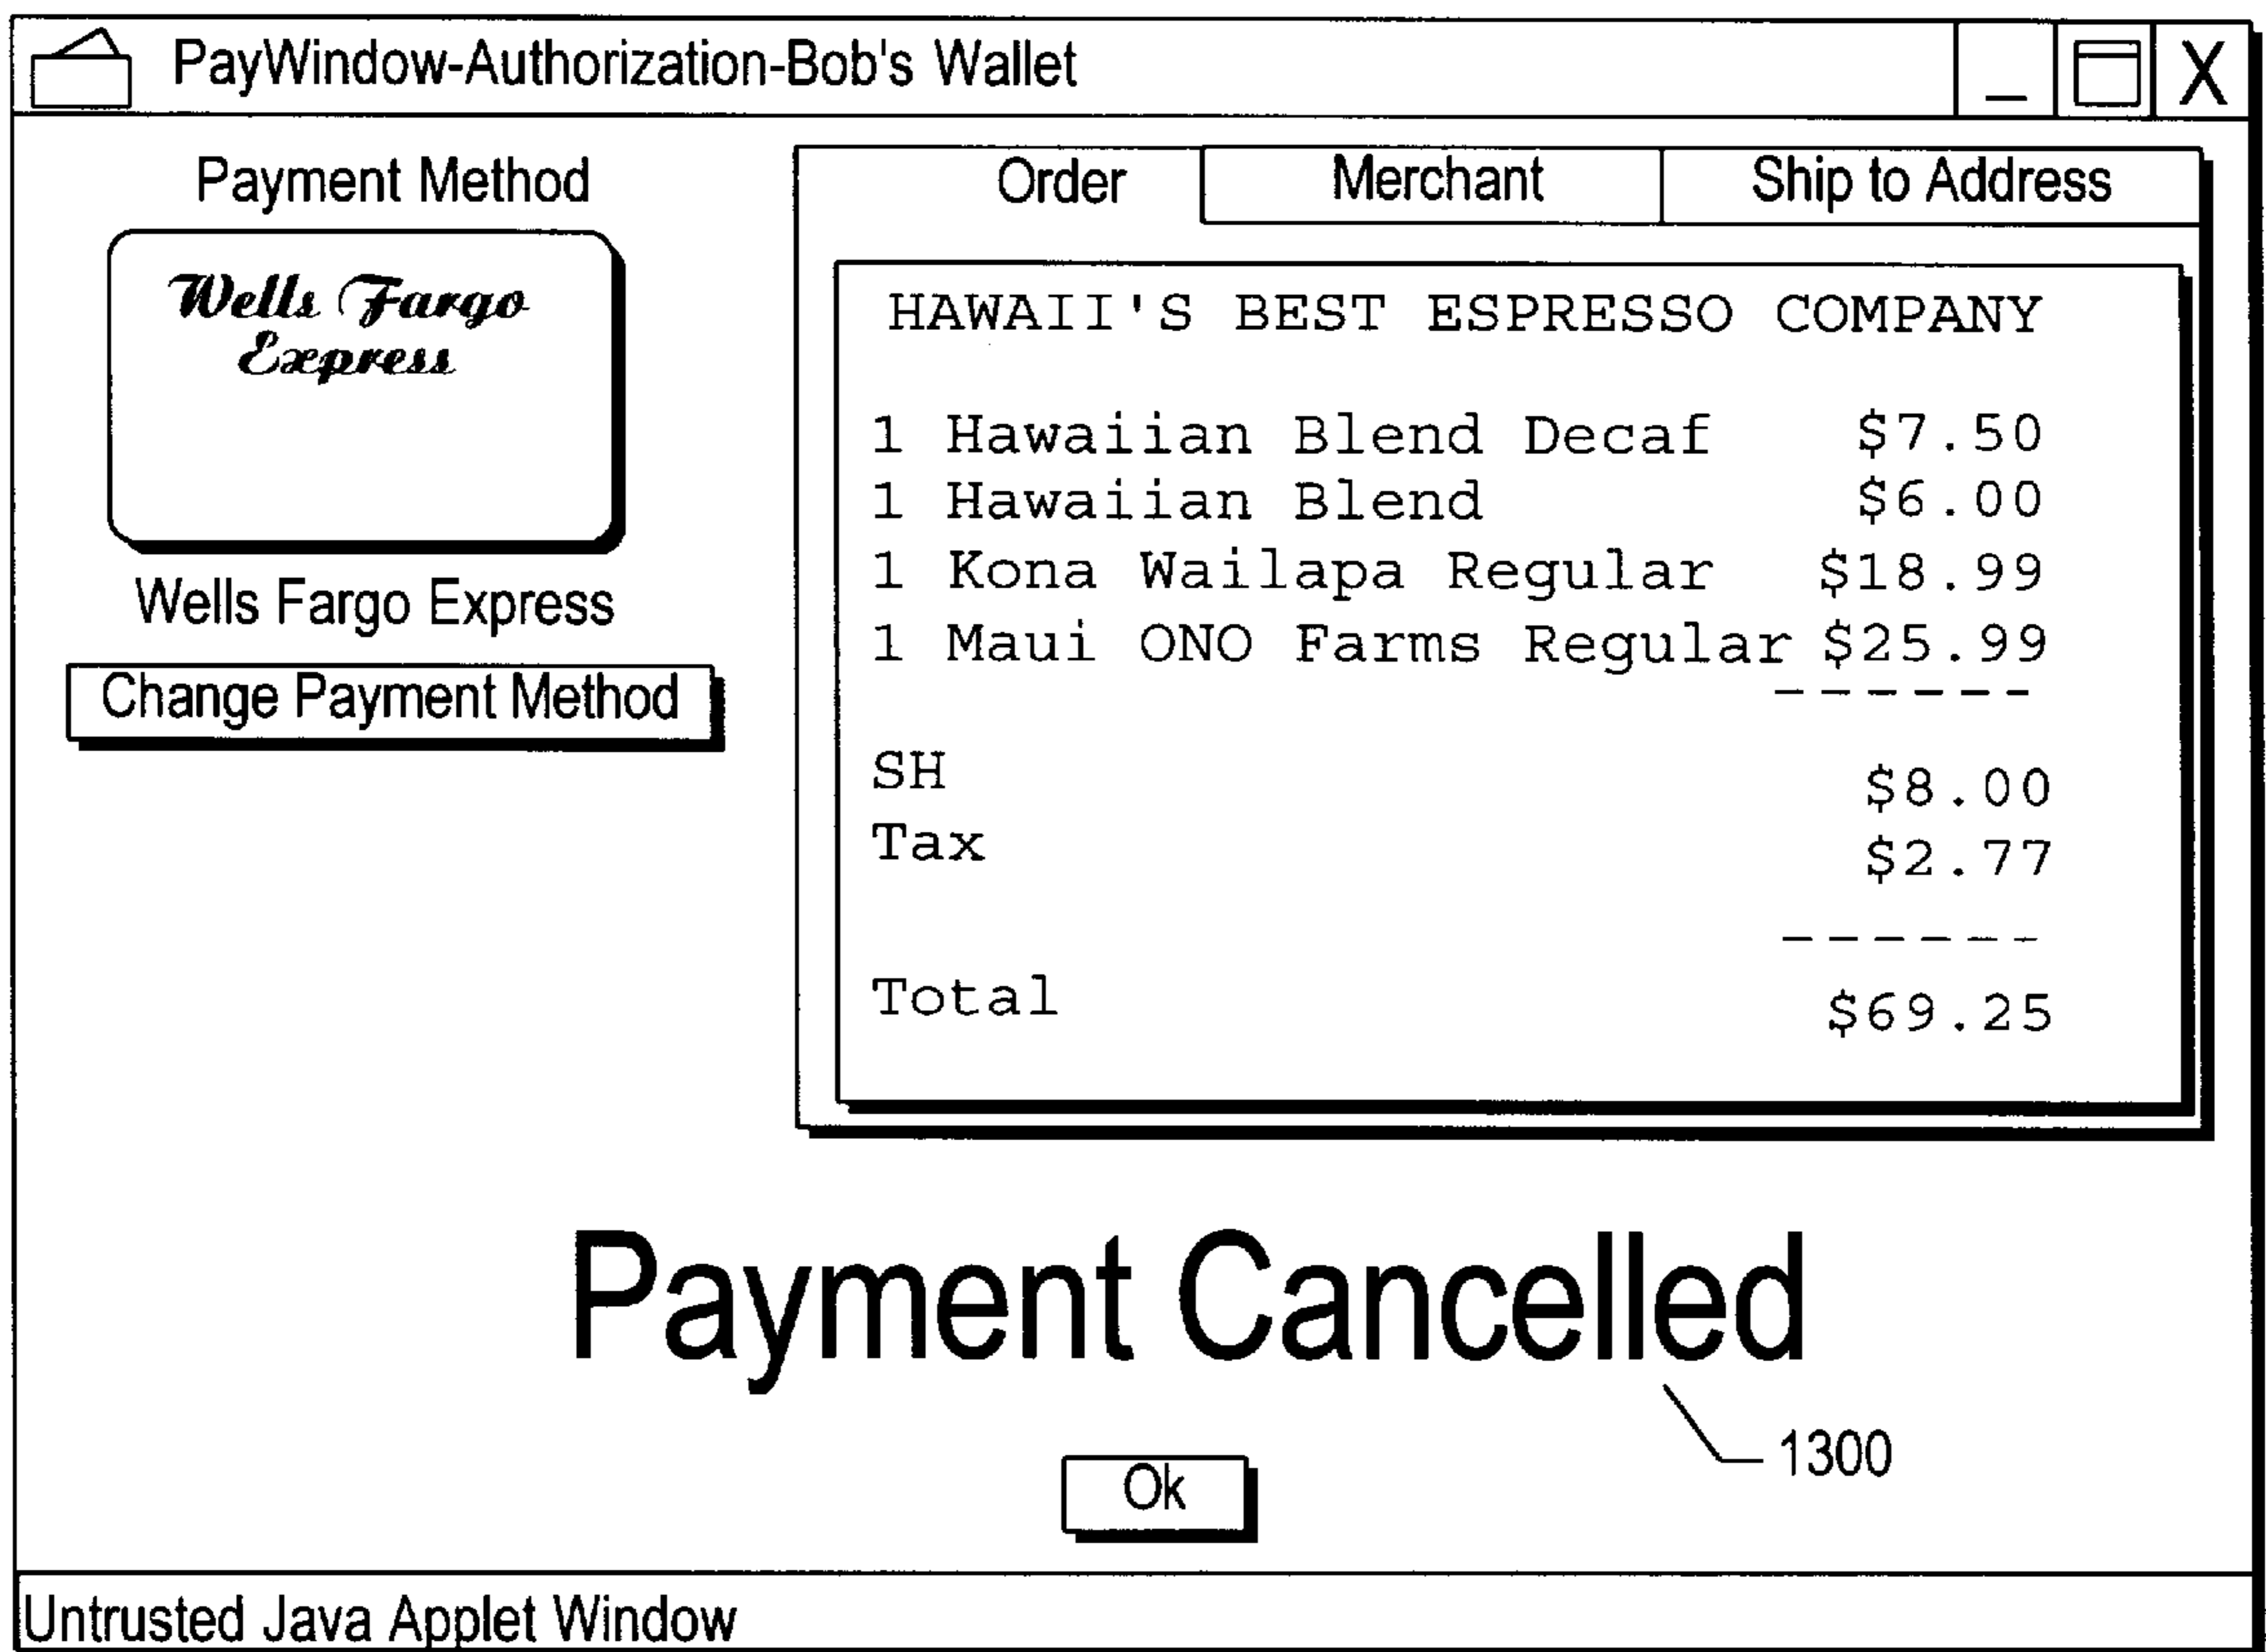 PayWindow-Authorization-Bob's Wallet
_ X
Payment Method
Wells Fargo
Express
Wells Fargo Express
Change Payment Method
Order Merchant Ship to Address
HAWAII'S BEST ESPRESSO COMPANY
1 Hawaiian Blend Decaf $7.50
1 Hawaiian Blend $6.00
1 Kona Wailapa Regular $18.99
1 Maui ONO Farms Regular $25.99
------
SH $8.00
Tax $2.77
------
Total $69.25
Payment Cancelled
1300
Ok
Untrusted Java Applet Window